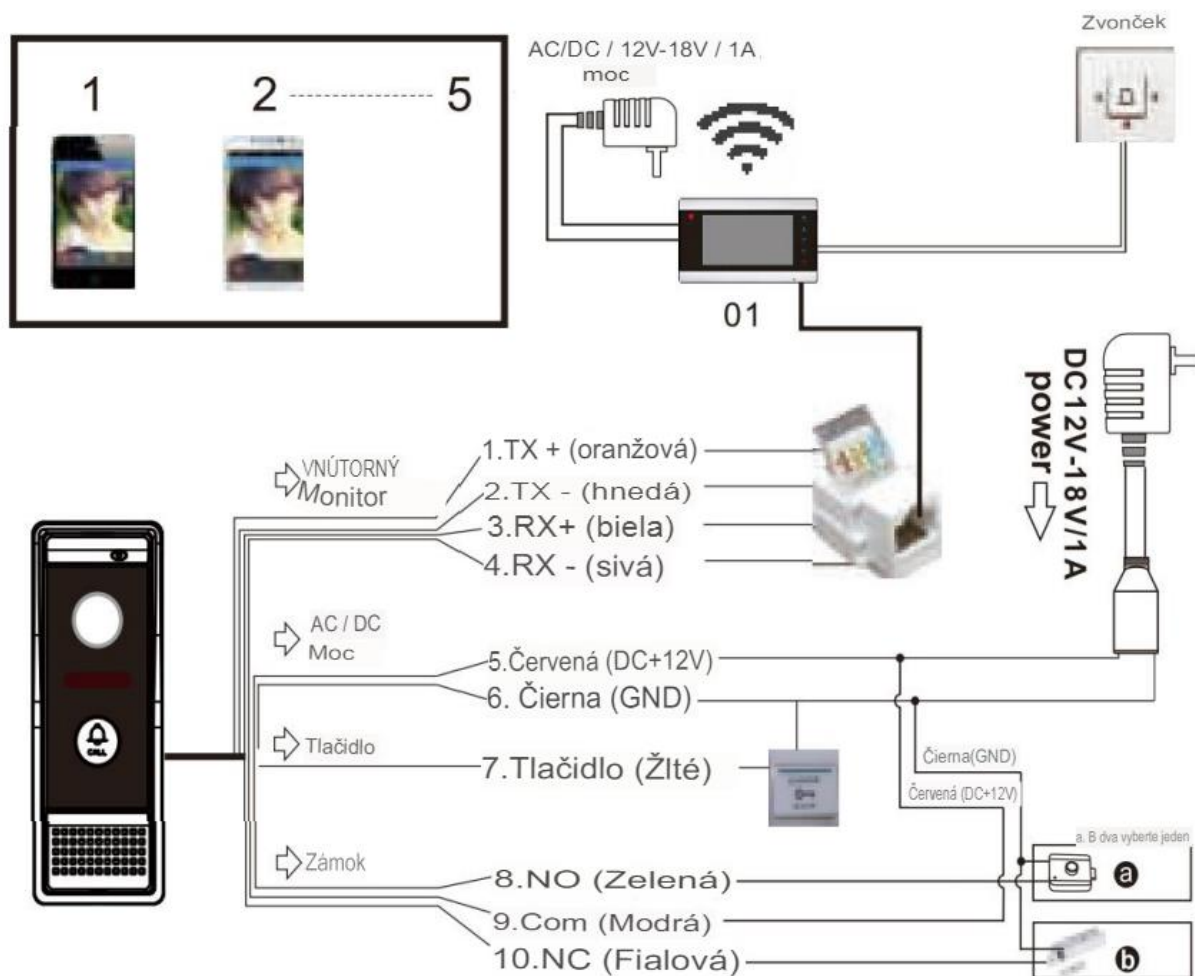 Zvonček
AC/DC / 12V-18V / 1A
moc
1
2
5
01
DC12V-18V/1A
power
VNÚTORNÝ
Monitor
1.TX + (oranžová)
2.TX - (hnedá)
3.RX+ (biela)
4.RX - (sivá)
AC / DC
Moc
5.Červená (DC+12V)
6. Čierna (GND)
Tlačidlo
7.Tlačidlo (Žlté)
Čierna(GND)
Červená (DC+12V)
CALL
a. B dva vyberte jeden
Zámok
8.NO (Zelená)
a
9.Com (Modrá)
10.NC (Fialová)
b